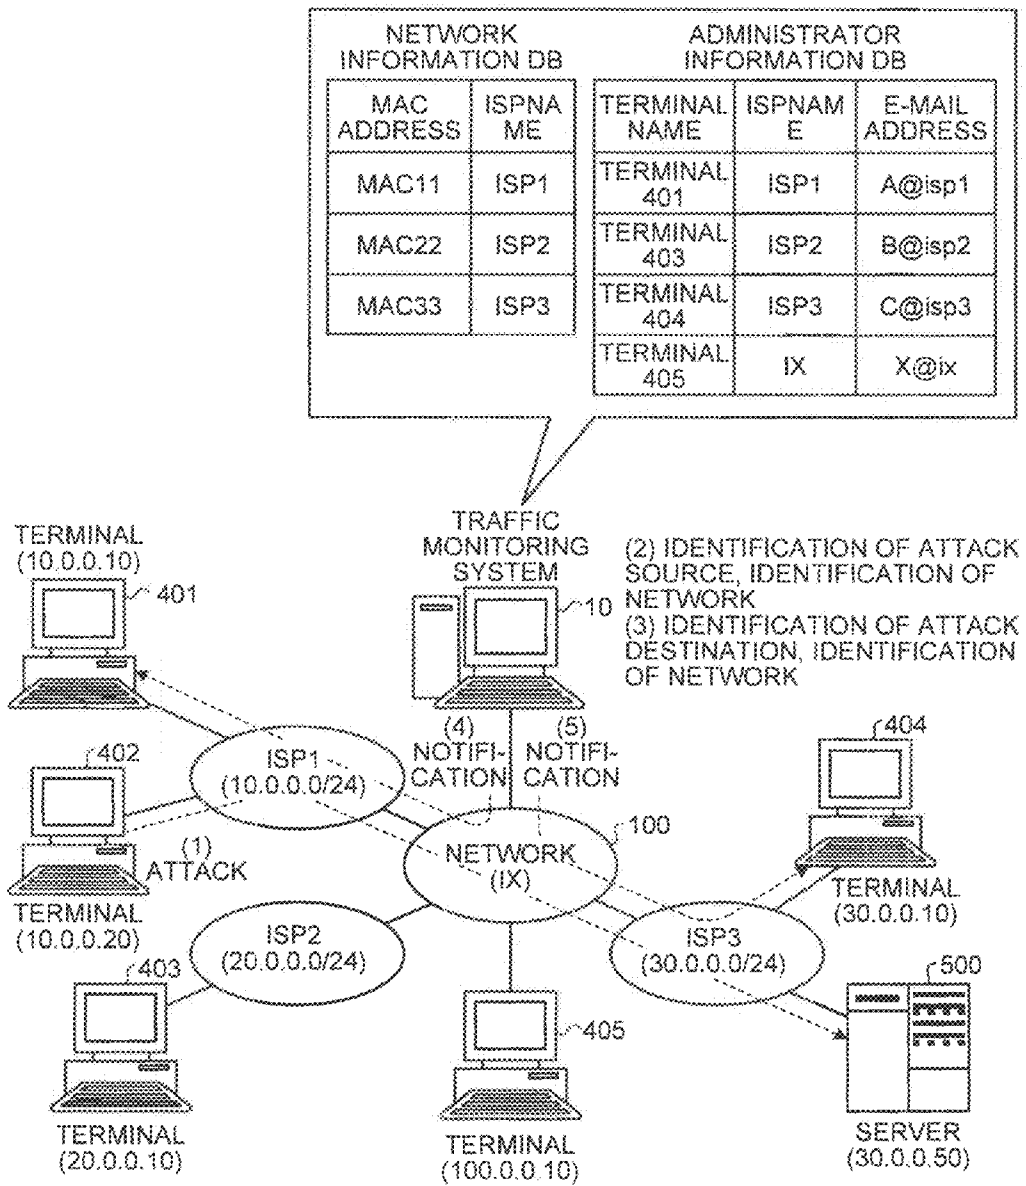 NETWORK
INFORMATION DB
MAC
ADDRESS
ISPNA
ME
MAC11
ISP1
MAC22
ISP2
MAC33
ISP3
ADMINISTRATOR
INFORMATION DB
TERMINAL
NAME
ISPNAM
E
E-MAIL
ADDRESS
TERMINAL
401
ISP1
A@isp1
TERMINAL
403
ISP2
B@isp2
TERMINAL
404
ISP3
C@isp3
TERMINAL
405
IX
X@ix
TRAFFIC
MONITORING
SYSTEM
10
(2) IDENTIFICATION OF ATTACK
SOURCE, IDENTIFICATION OF
NETWORK
(3) IDENTIFICATION OF ATTACK
DESTINATION, IDENTIFICATION
OF NETWORK
TERMINAL
(10.0.0.10)
401
(4)
NOTIFI-
CATION
(5)
NOTIFI-
CATION
404
TERMINAL
(30.0.0.10)
ISP1
(10.0.0.0/24)
402
(1)
ATTACK
TERMINAL
(10.0.0.20)
NETWORK
(IX)
100
ISP2
(20.0.0.0/24)
ISP3
(30.0.0.0/24)
403
TERMINAL
(20.0.0.10)
405
TERMINAL
(100.0.0.10)
500
SERVER
(30.0.0.50)